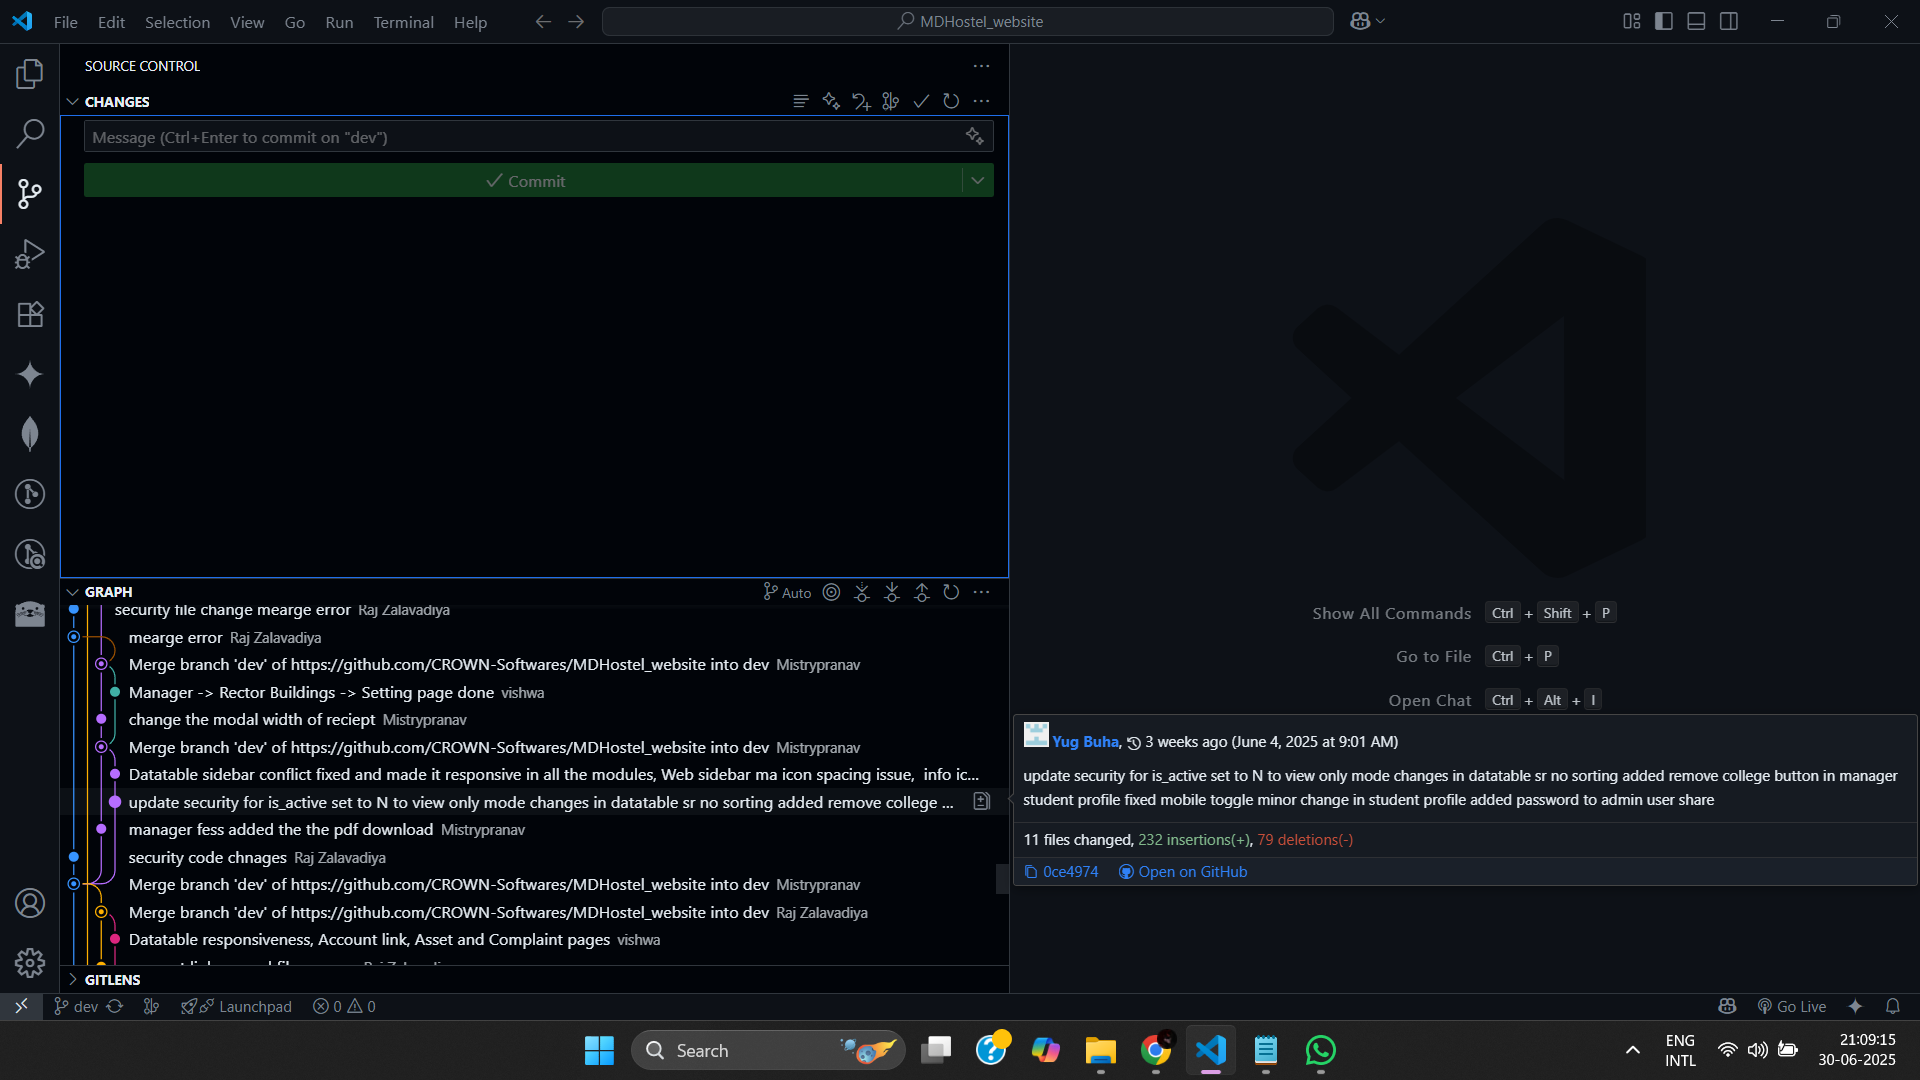 File Edit Selection View Go Run Terminal Help
MDHostel_website
SOURCE CONTROL
CHANGES
Message (Ctrl+Enter to commit on "dev")
Commit
GRAPH
Auto
security file change mearge error Raj Zalavadiya
mearge error Raj Zalavadiya
Merge branch 'dev' of https://github.com/CROWN-Softwares/MDHostel_website into dev Mistrypranav
Manager -> Rector Buildings -> Setting page done vishwa
change the modal width of reciept Mistrypranav
Merge branch 'dev' of https://github.com/CROWN-Softwares/MDHostel_website into dev Mistrypranav
Datatable sidebar conflict fixed and made it responsive in all the modules, Web sidebar ma icon spacing issue, info ic...
update security for is_active set to N to view only mode changes in datatable sr no sorting added remove college ...
manager fess added the the pdf download Mistrypranav
security code chnages Raj Zalavadiya
Merge branch 'dev' of https://github.com/CROWN-Softwares/MDHostel_website into dev Mistrypranav
Merge branch 'dev' of https://github.com/CROWN-Softwares/MDHostel_website into dev Raj Zalavadiya
Datatable responsiveness, Account link, Asset and Complaint pages vishwa
GITLENS
Show All Commands Ctrl + Shift + P
Go to File Ctrl + P
Open Chat Ctrl + Alt + I
Yug Buha, 3 weeks ago (June 4, 2025 at 9:01 AM)
update security for is_active set to N to view only mode changes in datatable sr no sorting added remove college button in manager
student profile fixed mobile toggle minor change in student profile added password to admin user share
11 files changed, 232 insertions(+), 79 deletions(-)
0ce4974 Open on GitHub
dev Launchpad 0 0 Go Live
Search
ENG
INTL
21:09:15
30-06-2025